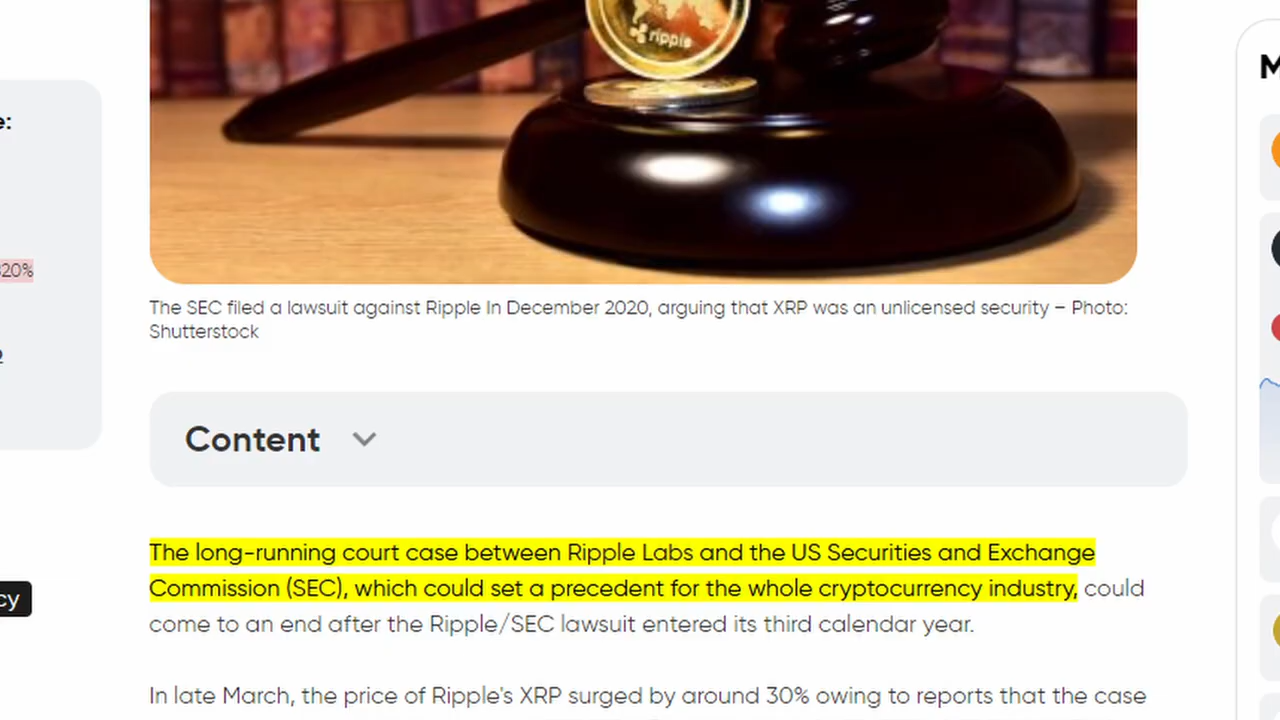 ripple
e:
20%
2
cy
The SEC filed a lawsuit against Ripple In December 2020, arguing that XRP was an unlicensed security – Photo:
Shutterstock
Content
The long-running court case between Ripple Labs and the US Securities and Exchange
Commission (SEC), which could set a precedent for the whole cryptocurrency industry, could
come to an end after the Ripple/SEC lawsuit entered its third calendar year.
In late March, the price of Ripple's XRP surged by around 30% owing to reports that the case
M